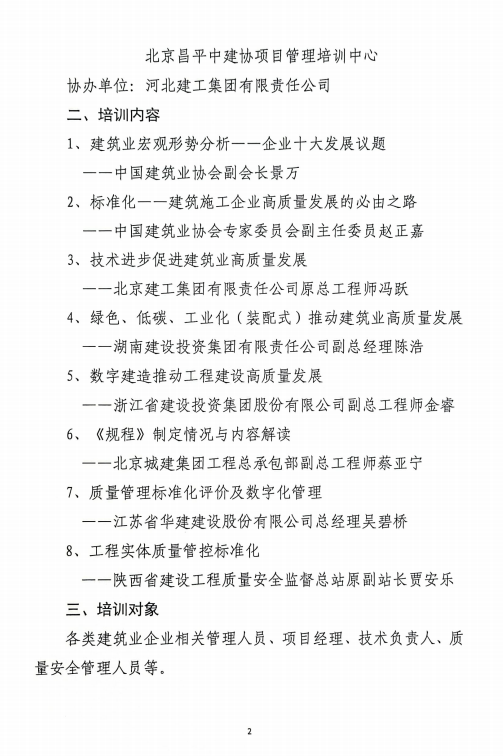 北京昌平中建协项目管理培训中心
协办单位：河北建工集团有限责任公司
二、培训内容
1、建筑业宏观形势分析——企业十大发展议题
——中国建筑业协会副会长景万
2、标准化——建筑施工企业高质量发展的必由之路
——中国建筑业协会专家委员会副主任委员赵正嘉
3、技术进步促进建筑业高质量发展
——北京建工集团有限责任公司原总工程师冯跃
4、绿色、低碳、工业化（装配式）推动建筑业高质量发展
——湖南建设投资集团有限责任公司副总经理陈浩
5、数字建造推动工程建设高质量发展
——浙江省建设投资集团股份有限公司副总工程师金睿
6、《规程》制定情况与内容解读
——北京城建集团工程总承包部副总工程师蔡亚宁
7、质量管理标准化评价及数字化管理
——江苏省华建建设股份有限公司总经理吴碧桥
8、工程实体质量管控标准化
——陕西省建设工程质量安全监督总站原副站长贾安乐
三、培训对象
各类建筑业企业相关管理人员、项目经理、技术负责人、质
量安全管理人员等。
2